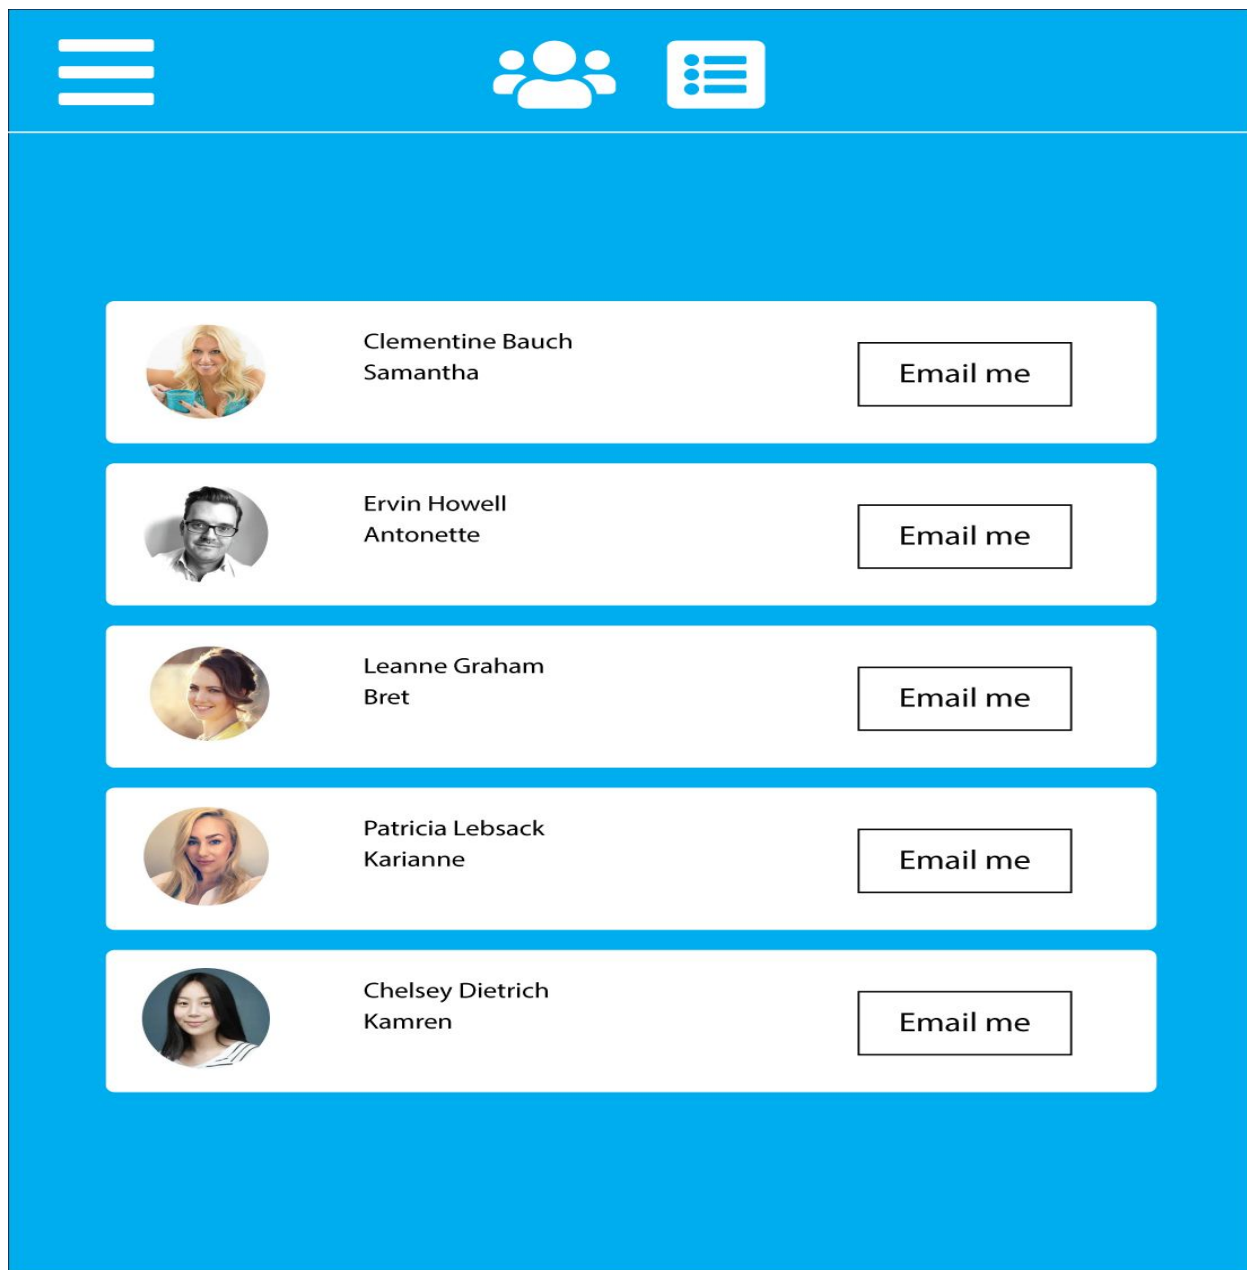 Clementine Bauch
Samantha
Email me
Ervin Howell
Antonette
Email me
Leanne Graham
Bret
Email me
Patricia Lebsack
Karianne
Email me
Chelsey Dietrich
Kamren
Email me